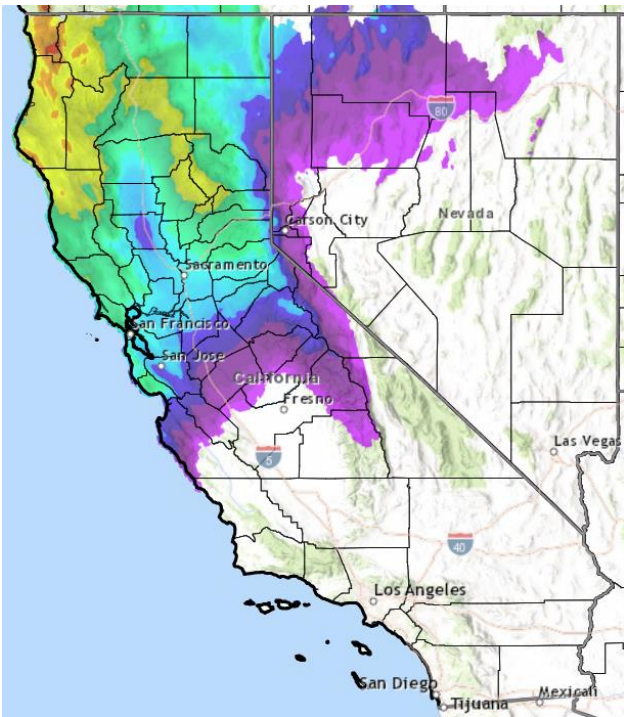 80
Carson City
Nevada
Sacramento
San Francisco
San Jose
California
Fresno
Las Vegas
5
40
Los Angeles
San Diego
Tijuana
Mexicali